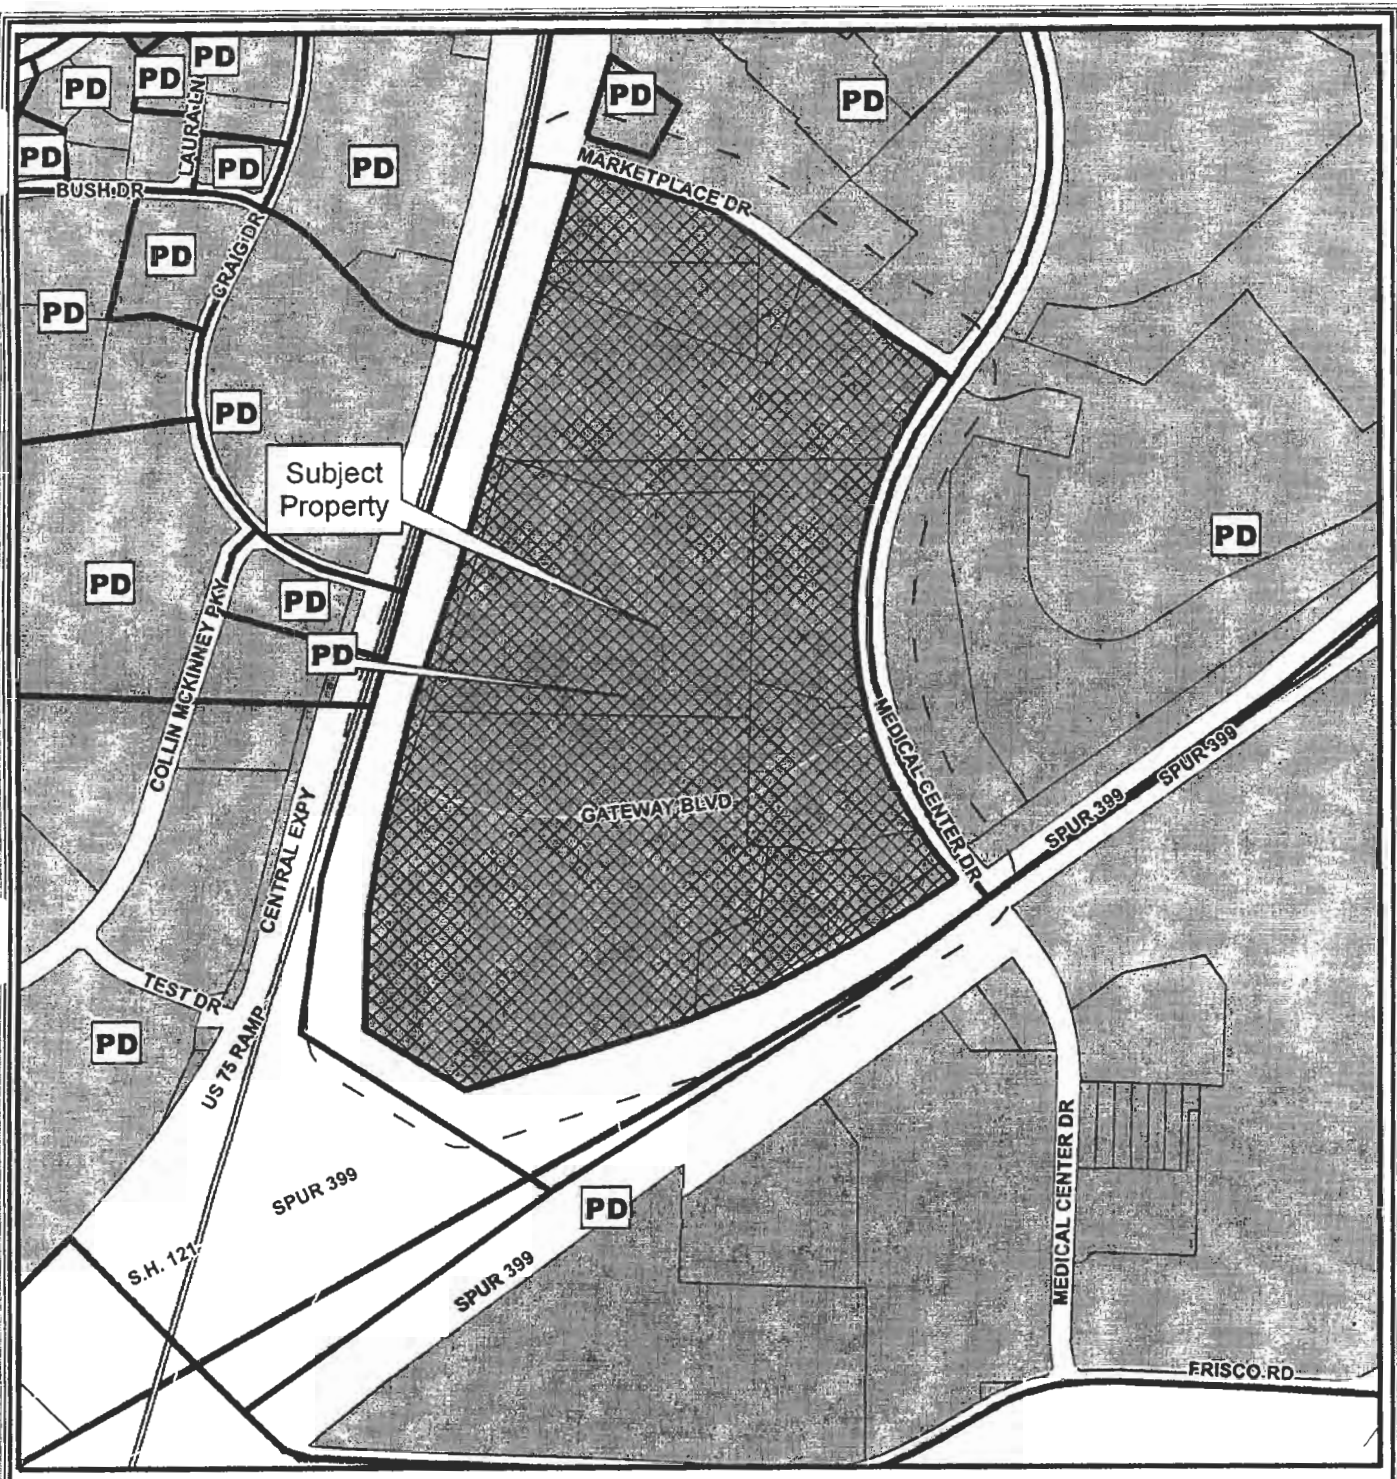 PD
PD
PD
PD
PD
LAURA LN
PD
PD
PD
BUSH DR
MARKETPLACE DR
PD
CRAIG DR
PD
PD
Subject
Property
PD
PD
PD
PD
COLLIN MCKINNEY PKY
MEDICAL CENTER DR
SPUR 399
SPUR 399
GATEWAY BLVD
CENTRAL EXPY
TEST DR
PD
US 75 RAMP
SPUR 399
PD
S.H. 121
SPUR 399
MEDICAL CENTER DR
FRISCO RD